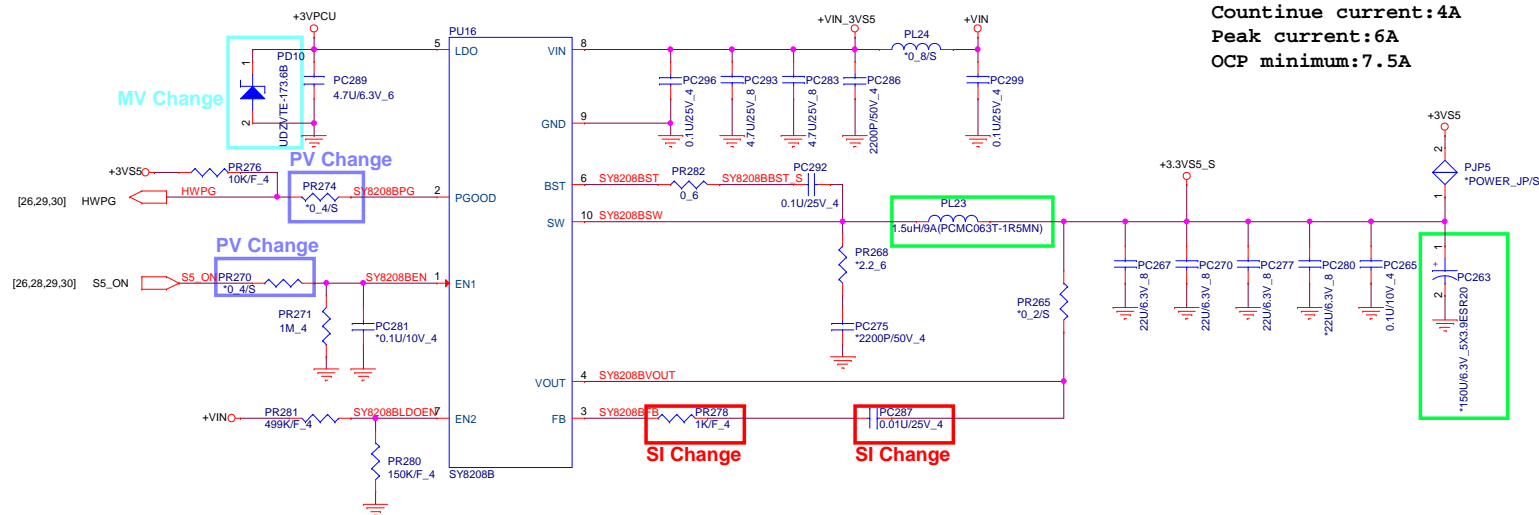 Countinue current:4A
Peak current:6A
OCP minimum:7.5A
+3VPCU
PU16
5
LDO
1
PD10
2
UDZVTE-173.6B
PC289
4.7U/6.3V_6
MV Change
+VIN_3VS5
+VIN
PL24
*0_8/S
VIN
8
PC296
0.1U/25V_4
PC293
4.7U/25V_8
PC283
4.7U/25V_8
PC286
2200P/50V_4
PC299
0.1U/25V_4
GND
9
PV Change
+3VS5
PR276
10K/F_4
[26,29,30]
HWPG
HWPG
PR274
*0_4/S
SY8208BPG
2
PGOOD
BST
6
SY8208BST
PR282
0_6
SY8208BBST_S
PC292
0.1U/25V_4
SW
10
SY8208BSW
PL23
1.5uH/9A(PCMC063T-1R5MN)
+3.3VS5_S
+3VS5
2
1
PJP5
*POWER_JP/S
PV Change
[26,28,29,30]
S5_ON
S5_ON
PR270
*0_4/S
SY8208BEN
1
EN1
PR271
1M_4
PC281
*0.1U/10V_4
PR268
*2.2_6
PC275
*2200P/50V_4
PR265
*0_2/S
PC267
22U/6.3V_8
PC270
22U/6.3V_8
PC277
22U/6.3V_8
PC280
*22U/6.3V_8
PC265
0.1U/10V_4
1
+
PC263
2
*150U/6.3V_5X3.9ESR20
VOUT
4
SY8208BVOUT
+VIN
PR281
499K/F_4
SY8208BLDOEN
7
EN2
PR280
150K/F_4
FB
3
SY8208BFB
PR278
1K/F_4
PC287
0.01U/25V_4
SI Change
SI Change
SY8208B